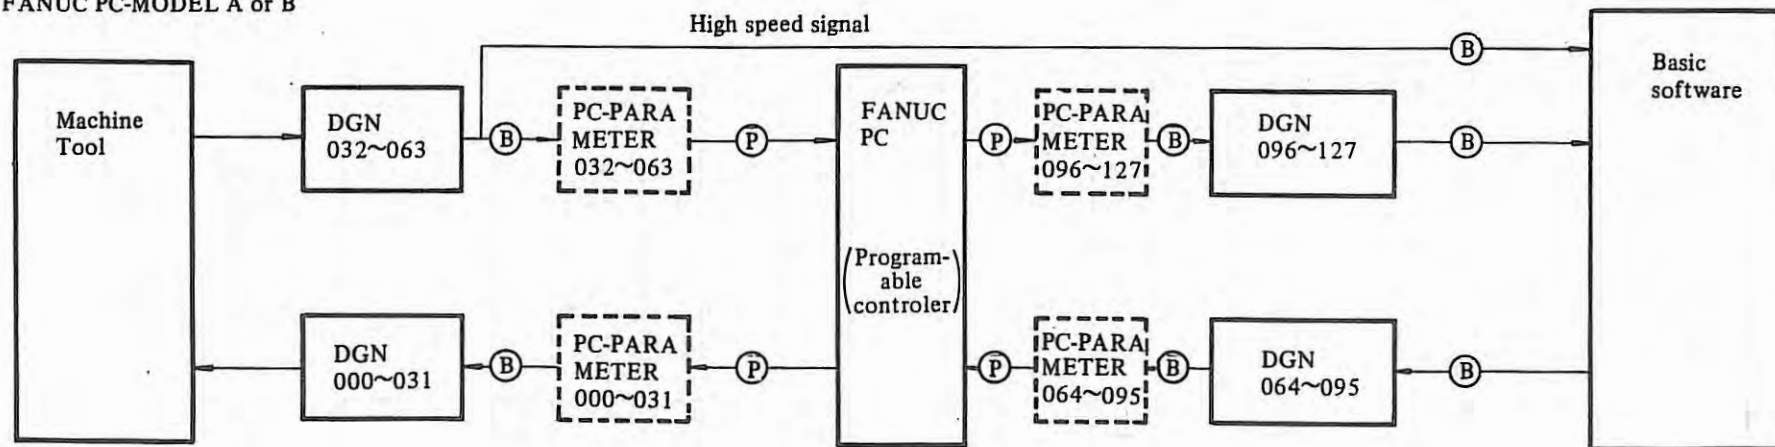 FANUC PC-MODEL A or B
High speed signal
B
Machine
Tool
DGN
032~063
B
PC-PARA
METER
032~063
P
FANUC
PC
(Program-
able
controler)
P
PC-PARA
METER
096~127
B
DGN
096~127
B
Basic
software
DGN
000~031
B
PC-PARA
METER
000~031
P
P
PC-PARA
METER
064~095
B
DGN
064~095
B